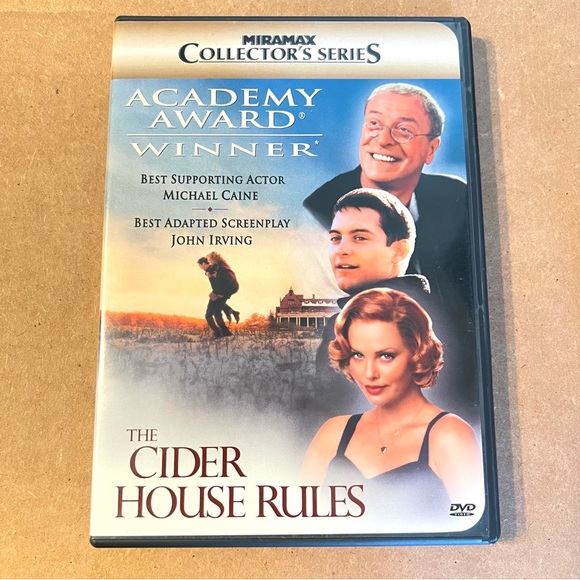 MIRAMAX
COLLECTOR'S SERIES
ACADEMY
AWARD®
WINNER*
BEST SUPPORTING ACTOR
MICHAEL CAINE
BEST ADAPTED SCREENPLAY
JOHN IRVING
THE
CIDER
HOUSE RULES
DVD
VIDEO